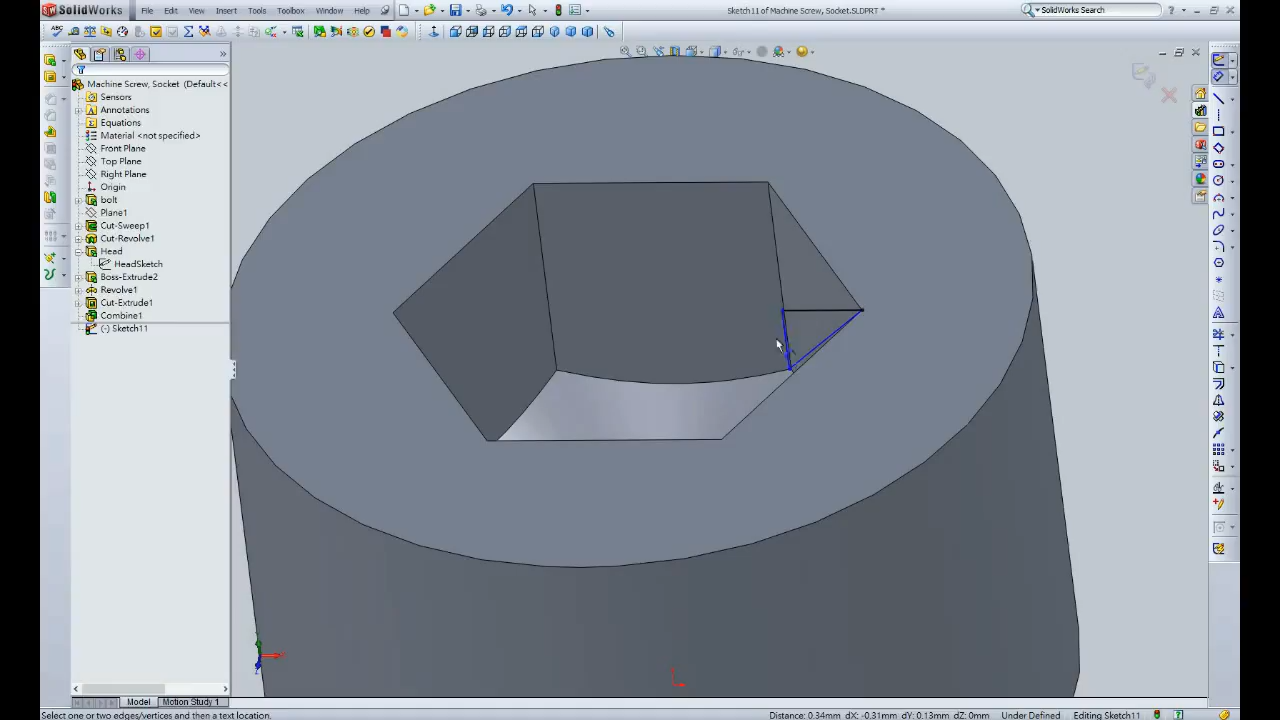 SolidWorks
File
Edit
View
Insert
Tools
Toolbox
Window
Help
Sketch11 of Machine Screw, Socket.SLDPRT *
SolidWorks Search
Machine Screw, Socket (Default<<
Sensors
Annotations
Equations
Material <not specified>
Front Plane
Top Plane
Right Plane
Origin
bolt
Plane1
Cut-Sweep1
Cut-Revolve1
Head
HeadSketch
Boss-Extrude2
Revolve1
Cut-Extrude1
Combine1
(-) Sketch11
Model
Motion Study 1
Select one or two edges/vertices and then a text location.
Distance: 0.34mm dX: -0.31mm dY: 0.13mm dZ: 0mm
Under Defined
Editing Sketch11